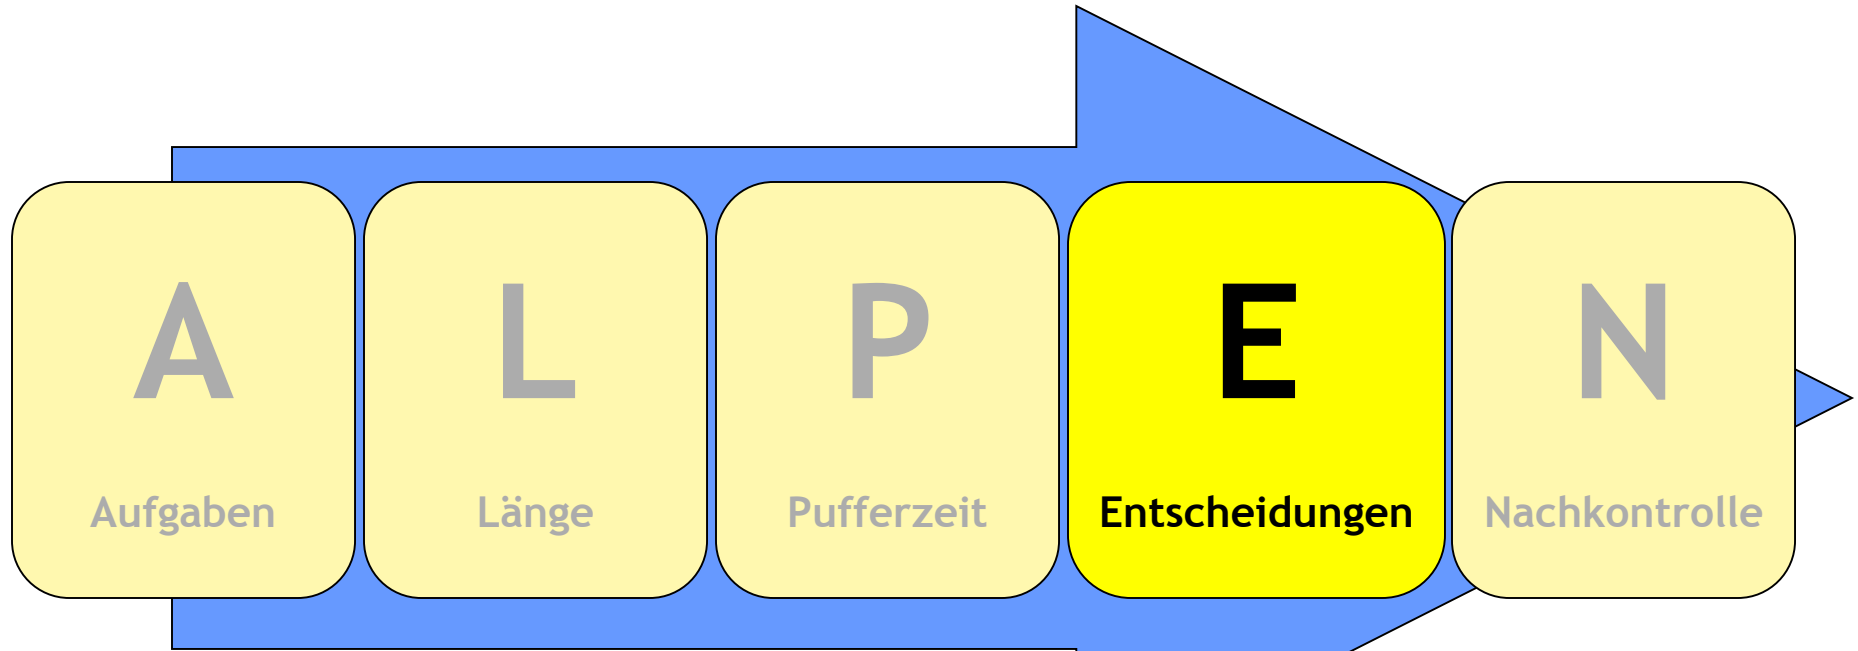 A
Aufgaben
L
Länge
P
Pufferzeit
E
Entscheidungen
N
Nachkontrolle